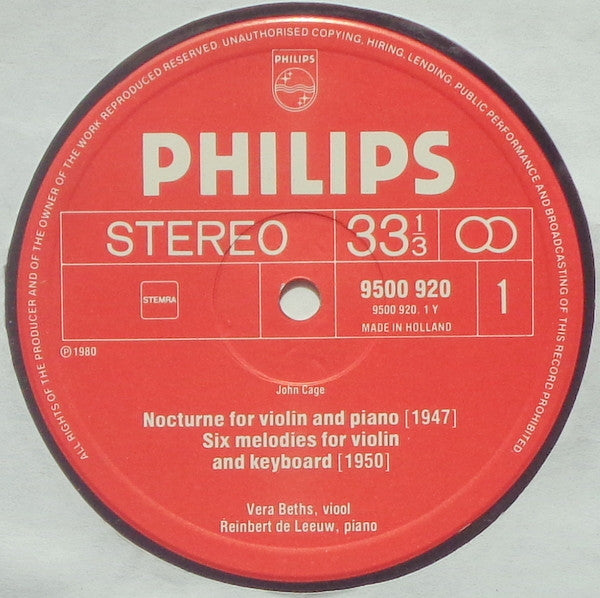 ALL RIGHTS OF THE PRODUCER AND OF THE OWNER OF THE WORK REPRODUCED RESERVED. UNAUTHORISED COPYING, HIRING, LENDING, PUBLIC PERFORMANCE AND BROADCASTING OF THIS RECORD PROHIBITED
PHILIPS
PHILIPS
STEREO 33 1/3
STEMRA
9500 920 1
9500 920. 1 Y
MADE IN HOLLAND
Ⓟ 1980
John Cage
Nocturne for violin and piano [1947]
Six melodies for violin
and keyboard [1950]
Vera Beths, viool
Reinbert de Leeuw, piano